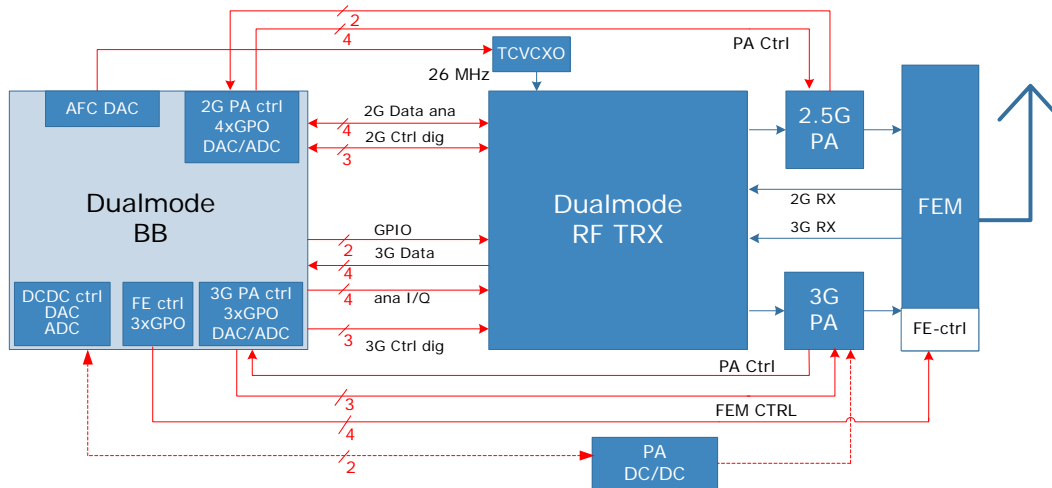 2
4
PA Ctrl
TCVCXO
26 MHz
AFC DAC
2G PA ctrl
4xGPO
DAC/ADC
2G Data ana
4
2G Ctrl dig
3
2.5G
PA
Dualmode
BB
Dualmode
RF TRX
2G RX
FEM
3G RX
GPIO
2
3G Data
4
ana I/Q
4
3G Ctrl dig
3
DCDC ctrl
DAC
ADC
FE ctrl
3xGPO
3G PA ctrl
3xGPO
DAC/ADC
3G
PA
FE-ctrl
PA Ctrl
3
FEM CTRL
4
2
PA
DC/DC